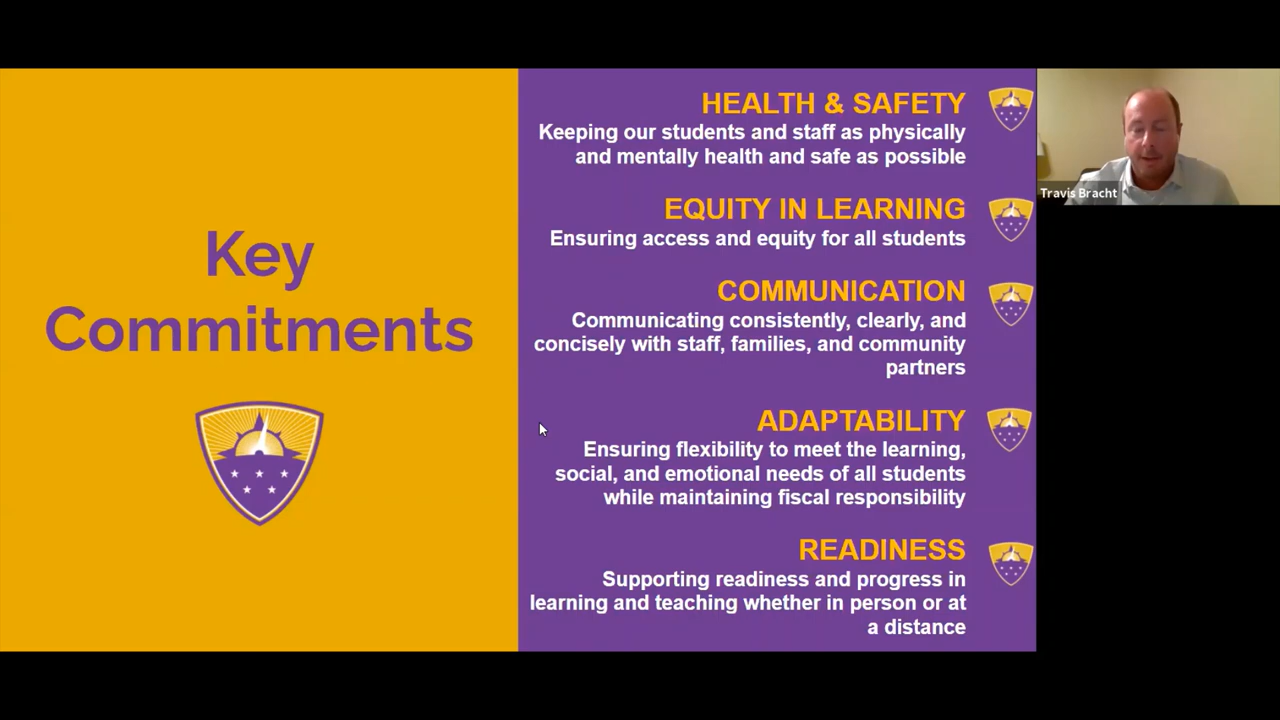 Key
Commitments
HEALTH & SAFETY
Keeping our students and staff as physically
and mentally health and safe as possible
EQUITY IN LEARNING
Ensuring access and equity for all students
COMMUNICATION
Communicating consistently, clearly, and
concisely with staff, families, and community
partners
ADAPTABILITY
Ensuring flexibility to meet the learning,
social, and emotional needs of all students
while maintaining fiscal responsibility
READINESS
Supporting readiness and progress in
learning and teaching whether in person or at
a distance
Travis Bracht